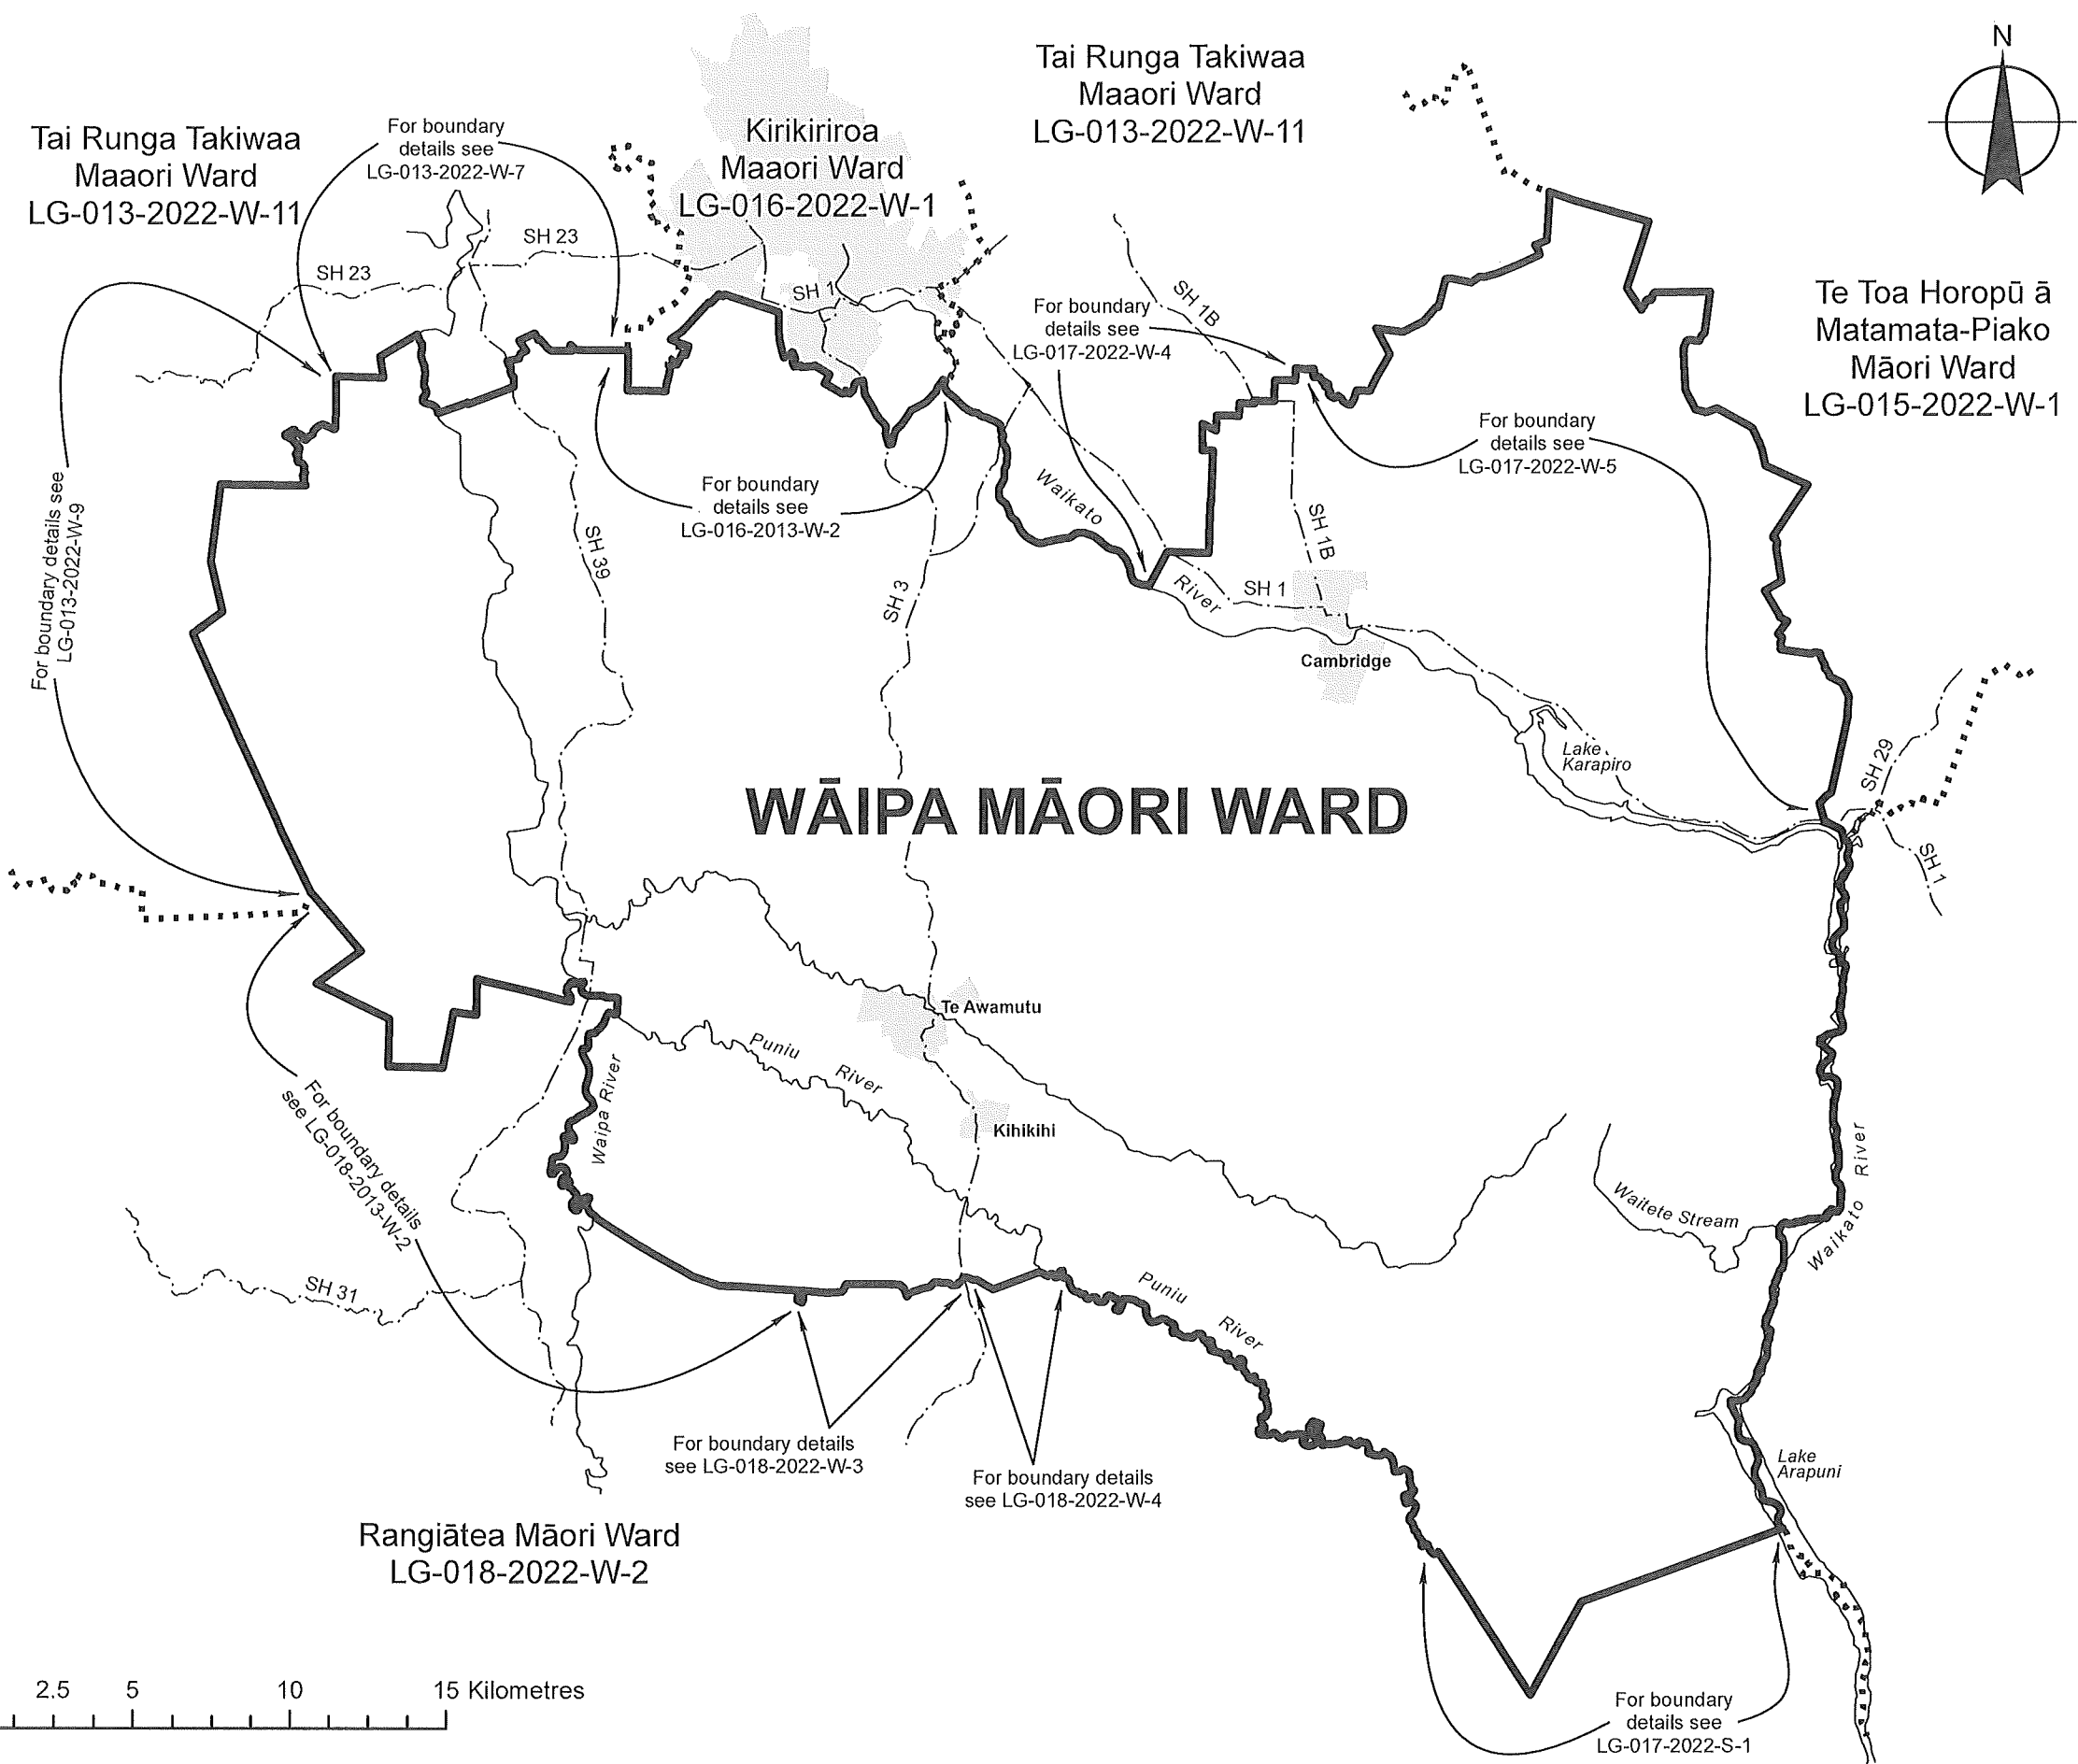 N
Tai Runga Takiwaa
Maaori Ward
LG-013-2022-W-11
For boundary
details see
LG-013-2022-W-7
Kirikiriroa
Maaori Ward
LG-016-2022-W-1
Tai Runga Takiwaa
Maaori Ward
LG-013-2022-W-11
Te Toa Horopū ā
Matamata-Piako
Māori Ward
LG-015-2022-W-1
SH 23
SH 23
SH 1
SH 1B
For boundary
details see
LG-017-2022-W-4
For boundary
details see
LG-017-2022-W-5
For boundary
details see
LG-016-2013-W-2
For boundary details see
LG-013-2022-W-9
SH 39
SH 3
Waikato
River
SH 1
SH 1B
Cambridge
Lake
Karapiro
SH 29
SH 1
WĀIPA MĀORI WARD
Te Awamutu
Puniu
River
Kihikihi
Waipa River
For boundary details
see LG-018-2013-W-2
SH 31
Waitete Stream
Waikato River
Puniu
River
For boundary details
see LG-018-2022-W-3
For boundary details
see LG-018-2022-W-4
Lake
Arapuni
Rangiātea Māori Ward
LG-018-2022-W-2
For boundary
details see
LG-017-2022-S-1
2.5 5 10 15 Kilometres